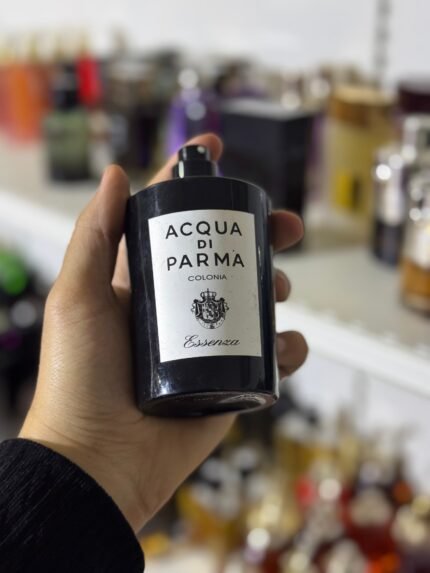 ACQUA
DI
PARMA
COLONIA
Essenza